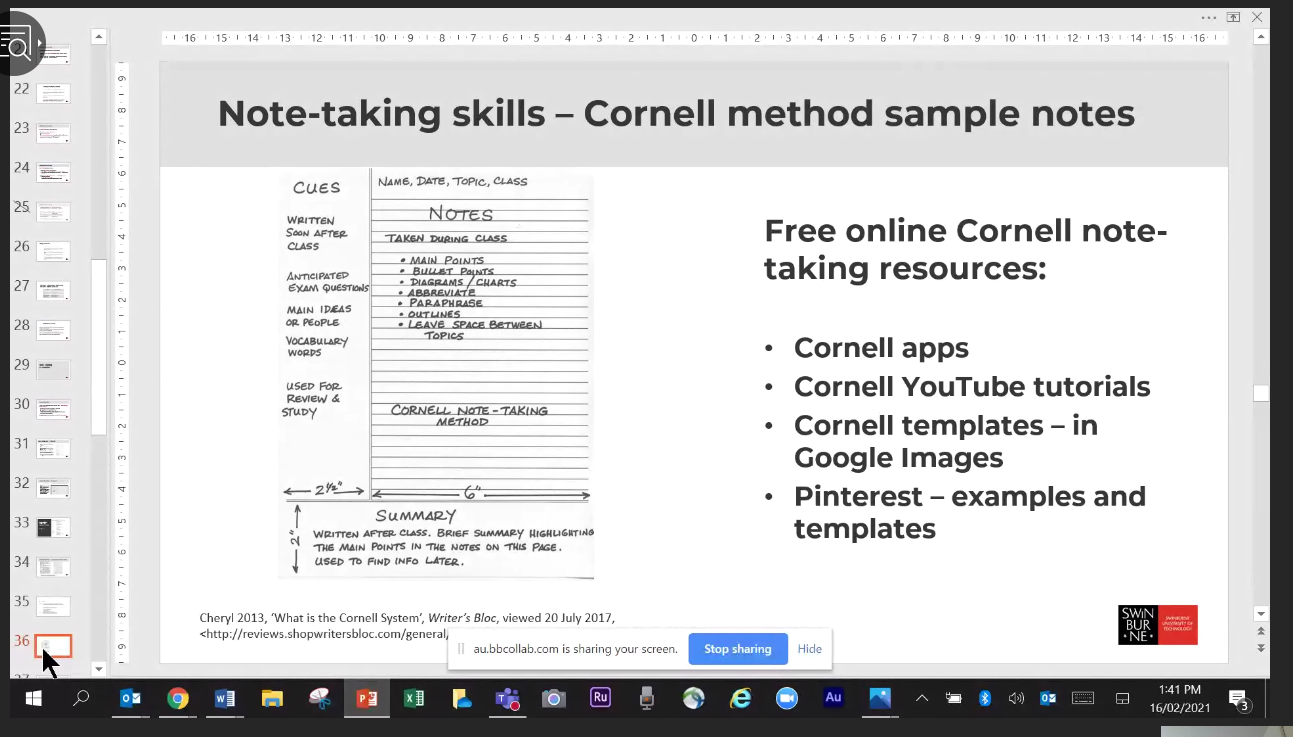 Note-taking skills – Cornell method sample notes
CUES
WRITTEN
SOON AFTER
CLASS
ANTICIPATED
EXAM QUESTIONS
MAIN IDEAS
OR PEOPLE
VOCABULARY
WORDS
USED FOR
REVIEW &
STUDY
NAME, DATE, TOPIC, CLASS
NOTES
TAKEN DURING CLASS
• MAIN POINTS
• BULLET POINTS
• DIAGRAMS/CHARTS
• ABBREVIATE
• PARAPHRASE
• OUTLINES
• LEAVE SPACE BETWEEN
TOPICS
CORNELL NOTE-TAKING
METHOD
2 1/2"
6"
2"
SUMMARY
WRITTEN AFTER CLASS. BRIEF SUMMARY HIGHLIGHTING
THE MAIN POINTS IN THE NOTES ON THIS PAGE.
USED TO FIND INFO LATER.
Free online Cornell note-
taking resources:
• Cornell apps
• Cornell YouTube tutorials
• Cornell templates – in
Google Images
• Pinterest – examples and
templates
Cheryl 2013, 'What is the Cornell System', Writer's Bloc, viewed 20 July 2017,
<http://reviews.shopwritersbloc.com/general/
SWIN
BUR
NE
SWINBURNE
UNIVERSITY OF
TECHNOLOGY
au.bbcollab.com is sharing your screen.
Stop sharing
Hide
22
23
24
25
26
27
28
29
30
31
32
33
34
35
36
16 15 14 13 12 11 10 9 8 7 6 5 4 3 2 1 0 1 2 3 4 5 6 7 8 9 10 11 12 13 14 15 16
Ru
Au
1:41 PM
16/02/2021
3